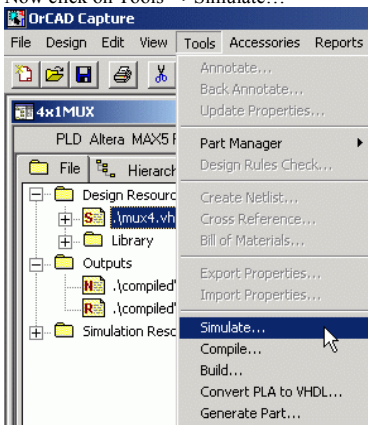 Now click on Tools -> Simulate...
OrCAD Capture
File Design Edit View Tools Accessories Reports
Annotate...
Back Annotate...
Update Properties...
4x1MUX
PLD Altera MAX5
Part Manager
File Hierarch
Design Rules Check...
Design Resourc
Create Netlist...
.\mux4.vh
Cross Reference...
Library
Bill of Materials...
Outputs
Export Properties...
.\compiled
Import Properties...
.\compiled
Simulation Resc
Simulate...
Compile...
Build...
Convert PLA to VHDL...
Generate Part...